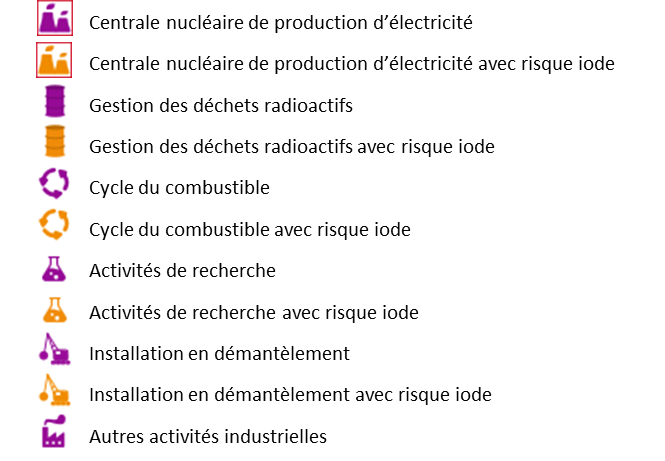 Centrale nucléaire de production d’électricité
Centrale nucléaire de production d’électricité avec risque iode
Gestion des déchets radioactifs
Gestion des déchets radioactifs avec risque iode
Cycle du combustible
Cycle du combustible avec risque iode
Activités de recherche
Activités de recherche avec risque iode
Installation en démantèlement
Installation en démantèlement avec risque iode
Autres activités industrielles